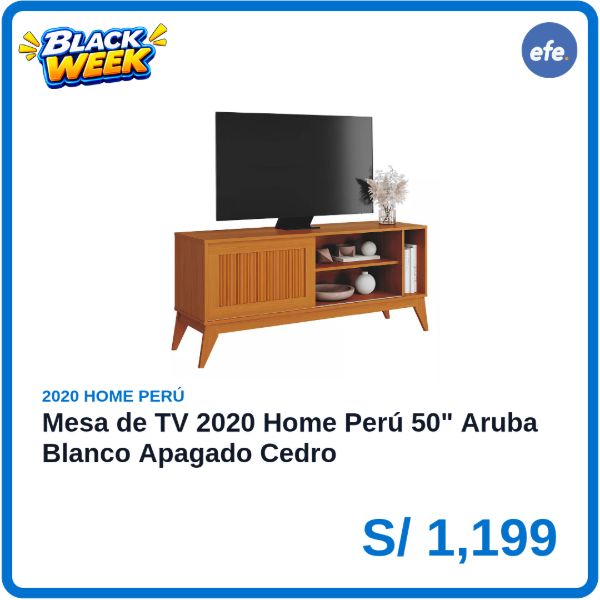 BLACK
WEEK
efe.
2020 HOME PERÚ
Mesa de TV 2020 Home Perú 50" Aruba
Blanco Apagado Cedro
S/ 1,199